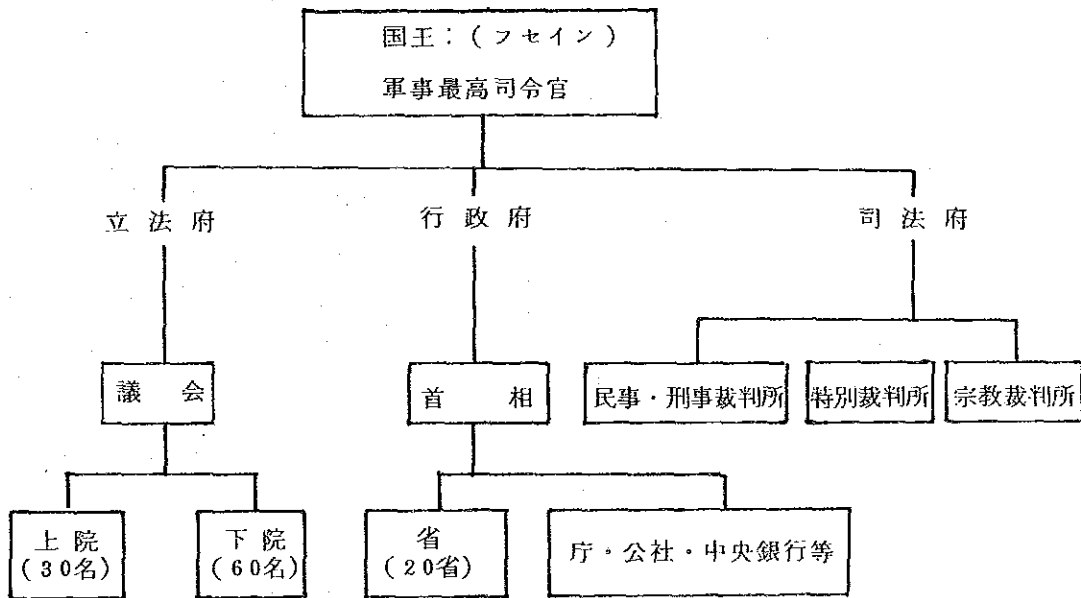 国王：(フセイン)
軍事最高司令官
立法府
行政府
司法府
議会
首相
民事・刑事裁判所
特別裁判所
宗教裁判所
上院
(30名)
下院
(60名)
省
(20省)
庁・公社・中央銀行等